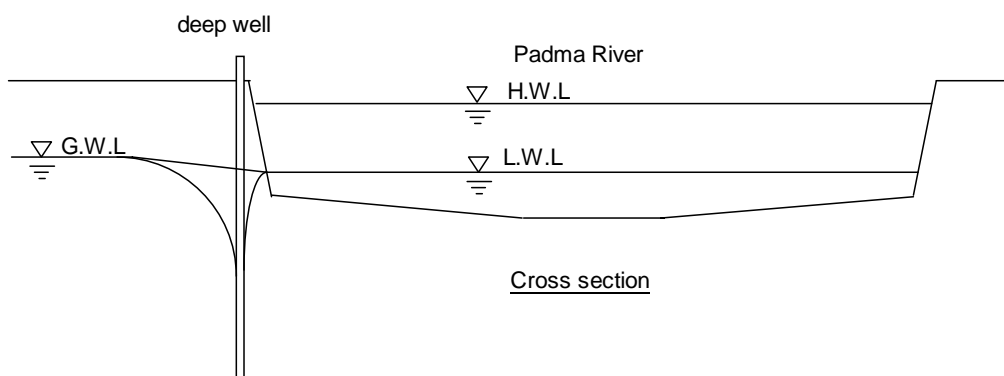 deep well
Padma River
H.W.L
G.W.L
L.W.L
Cross section